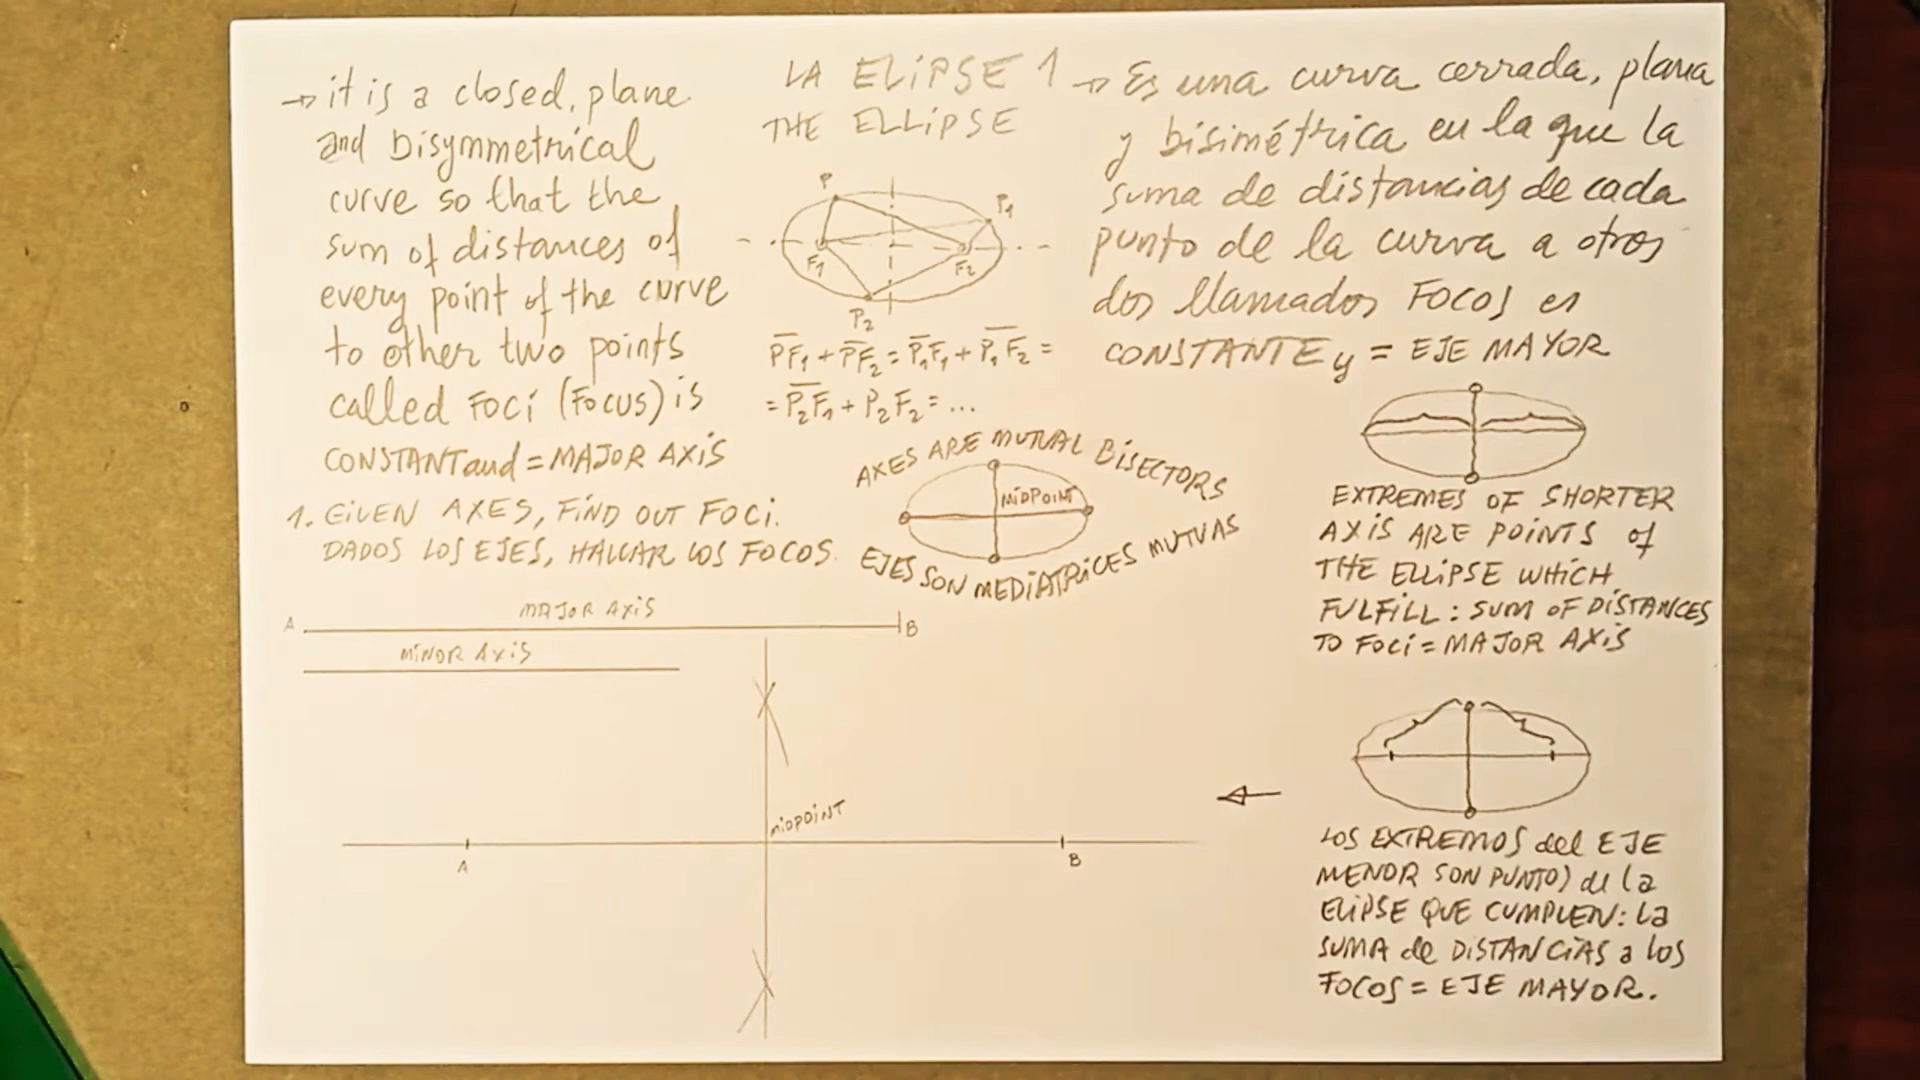 LA ELIPSE 1
THE ELLIPSE
→ it is a closed, plane
and bisymmetrical
curve so that the
sum of distances of
every point of the curve
to other two points
called FOCI (FOCUS) is
CONSTANT and = MAJOR AXIS
P
P1
F1
F2
P2
PF1 + PF2 = P1F1 + P1F2 =
= P2F1 + P2F2 = ...
→ Es una curva cerrada, plana
y bisimétrica en la que la
suma de distancias de cada
punto de la curva a otros
dos llamados FOCOS es
CONSTANTE y = EJE MAYOR
AXES ARE MUTUAL BISECTORS
MIDPOINT
EJES SON MEDIATRICES MUTUAS
1. GIVEN AXES, FIND OUT FOCI.
DADOS LOS EJES, HALLAR LOS FOCOS.
MAJOR AXIS
A
B
MINOR AXIS
MIDPOINT
A
B
EXTREMES OF SHORTER
AXIS ARE POINTS of
THE ELLIPSE WHICH
FULFILL: SUM OF DISTANCES
TO FOCI = MAJOR AXIS
LOS EXTREMOS del EJE
MENOR SON PUNTOS de la
ELIPSE QUE CUMPLEN: La
SUMA de DISTANCIAS a los
FOCOS = EJE MAYOR.